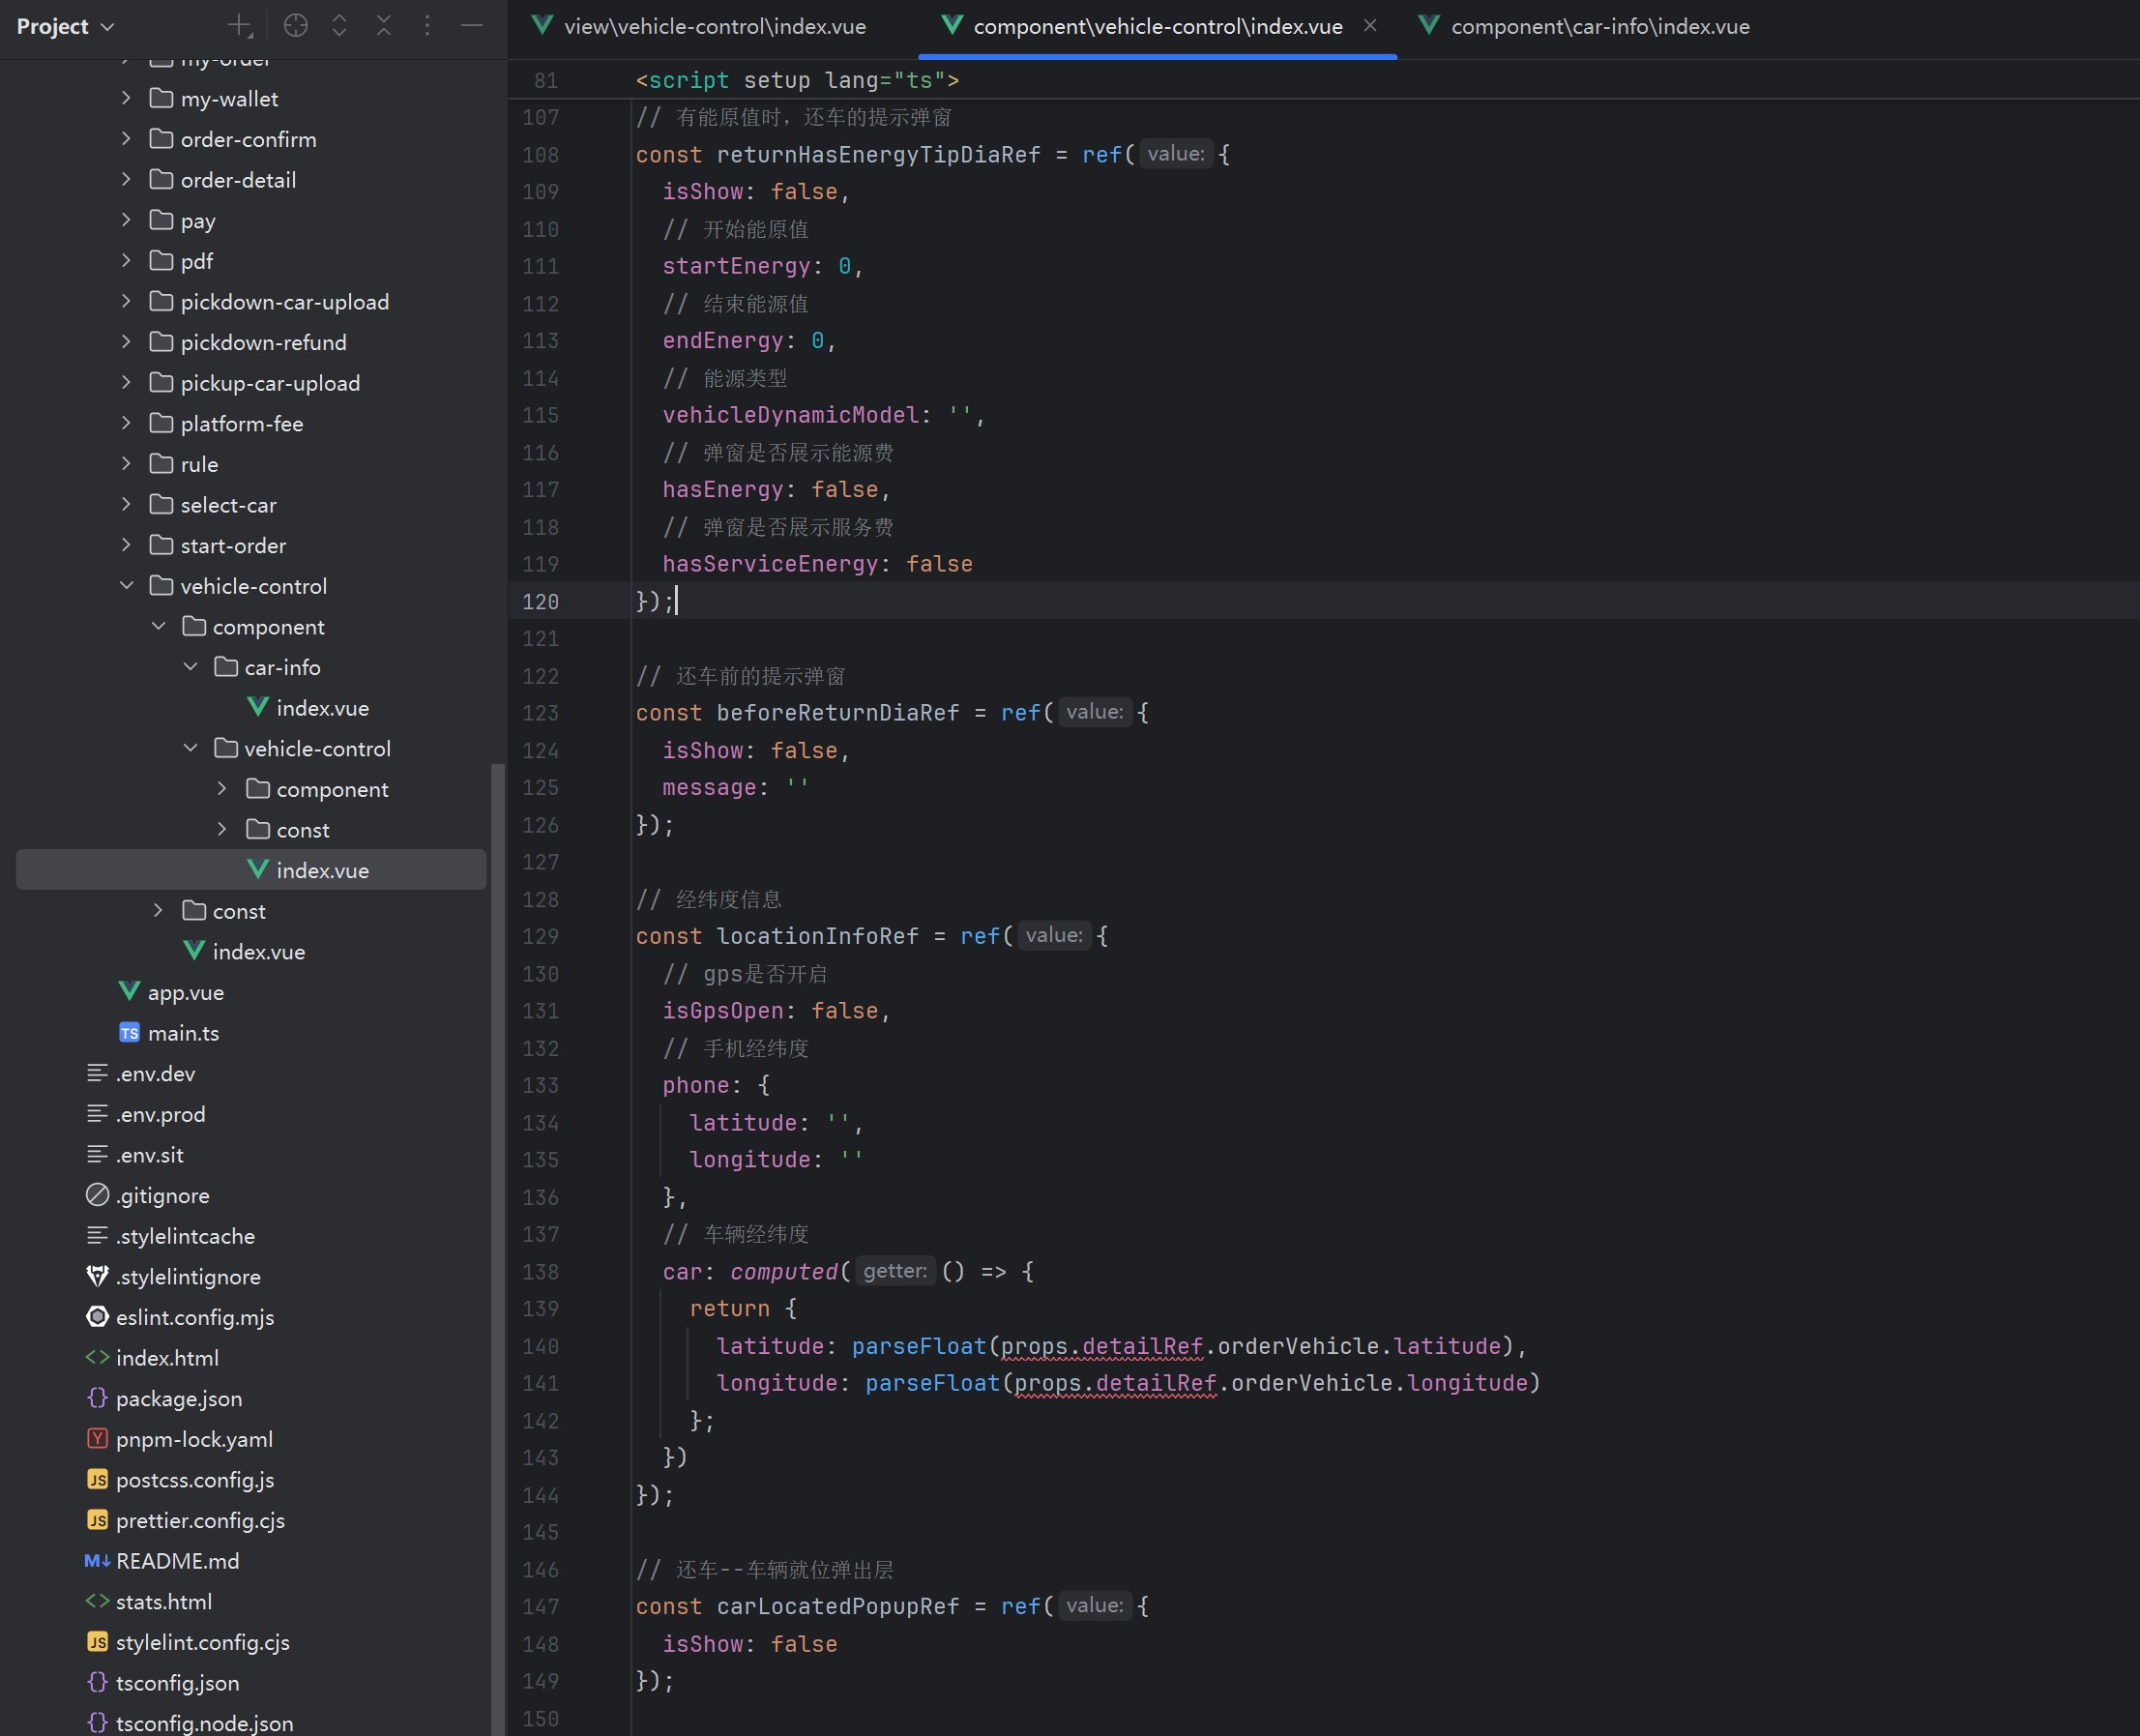 Project
my-order
my-wallet
order-confirm
order-detail
pay
pdf
pickdown-car-upload
pickdown-refund
pickup-car-upload
platform-fee
rule
select-car
start-order
vehicle-control
component
car-info
index.vue
vehicle-control
component
const
index.vue
const
index.vue
app.vue
TS main.ts
.env.dev
.env.prod
.env.sit
.gitignore
.stylelintcache
.stylelintignore
eslint.config.mjs
<> index.html
{} package.json
Y pnpm-lock.yaml
JS postcss.config.js
JS prettier.config.cjs
M↓ README.md
<> stats.html
JS stylelint.config.cjs
{} tsconfig.json
{} tsconfig.node.json
view\vehicle-control\index.vue
component\vehicle-control\index.vue ×
component\car-info\index.vue
81 <script setup lang="ts">
107 // 有能原值时，还车的提示弹窗
108 const returnHasEnergyTipDiaRef = ref( value: {
109 isShow: false,
110 // 开始能原值
111 startEnergy: 0,
112 // 结束能源值
113 endEnergy: 0,
114 // 能源类型
115 vehicleDynamicModel: '',
116 // 弹窗是否展示能源费
117 hasEnergy: false,
118 // 弹窗是否展示服务费
119 hasServiceEnergy: false
120 });
121
122 // 还车前的提示弹窗
123 const beforeReturnDiaRef = ref( value: {
124 isShow: false,
125 message: ''
126 });
127
128 // 经纬度信息
129 const locationInfoRef = ref( value: {
130 // gps是否开启
131 isGpsOpen: false,
132 // 手机经纬度
133 phone: {
134 latitude: '',
135 longitude: ''
136 },
137 // 车辆经纬度
138 car: computed( getter: () => {
139 return {
140 latitude: parseFloat(props.detailRef.orderVehicle.latitude),
141 longitude: parseFloat(props.detailRef.orderVehicle.longitude)
142 };
143 })
144 });
145
146 // 还车--车辆就位弹出层
147 const carLocatedPopupRef = ref( value: {
148 isShow: false
149 });
150